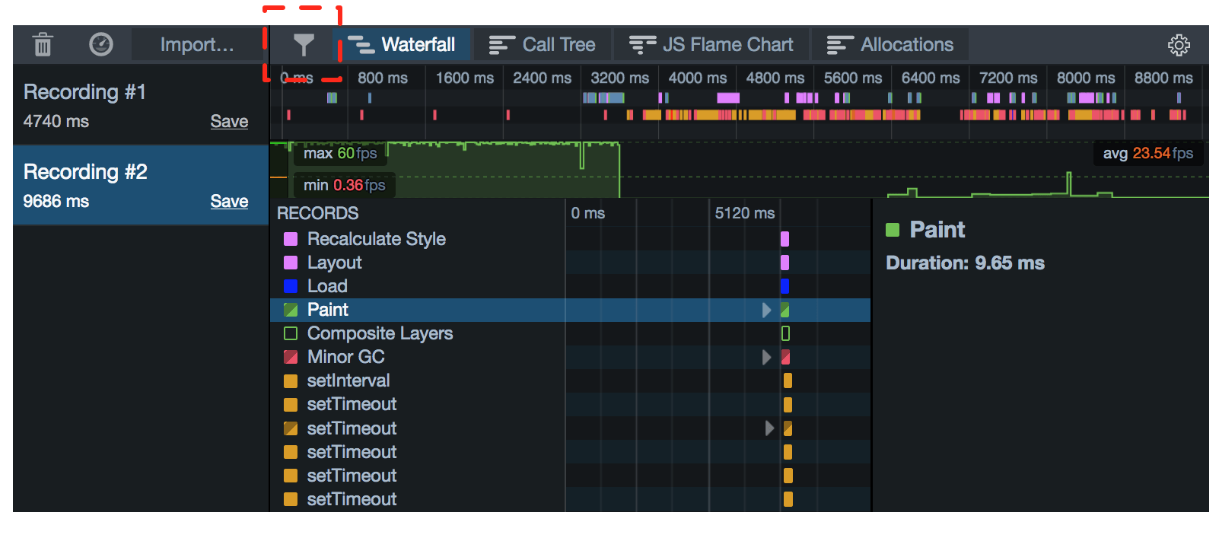 Import... Waterfall Call Tree JS Flame Chart Allocations
0 ms 800 ms 1600 ms 2400 ms 3200 ms 4000 ms 4800 ms 5600 ms 6400 ms 7200 ms 8000 ms 8800 ms
Recording #1
4740 ms Save
Recording #2
9686 ms Save
max 60 fps avg 23.54 fps
min 0.36 fps
RECORDS 0 ms 5120 ms
Recalculate Style
Layout
Load
Paint
Composite Layers
Minor GC
setInterval
setTimeout
setTimeout
setTimeout
setTimeout
setTimeout
Paint
Duration: 9.65 ms